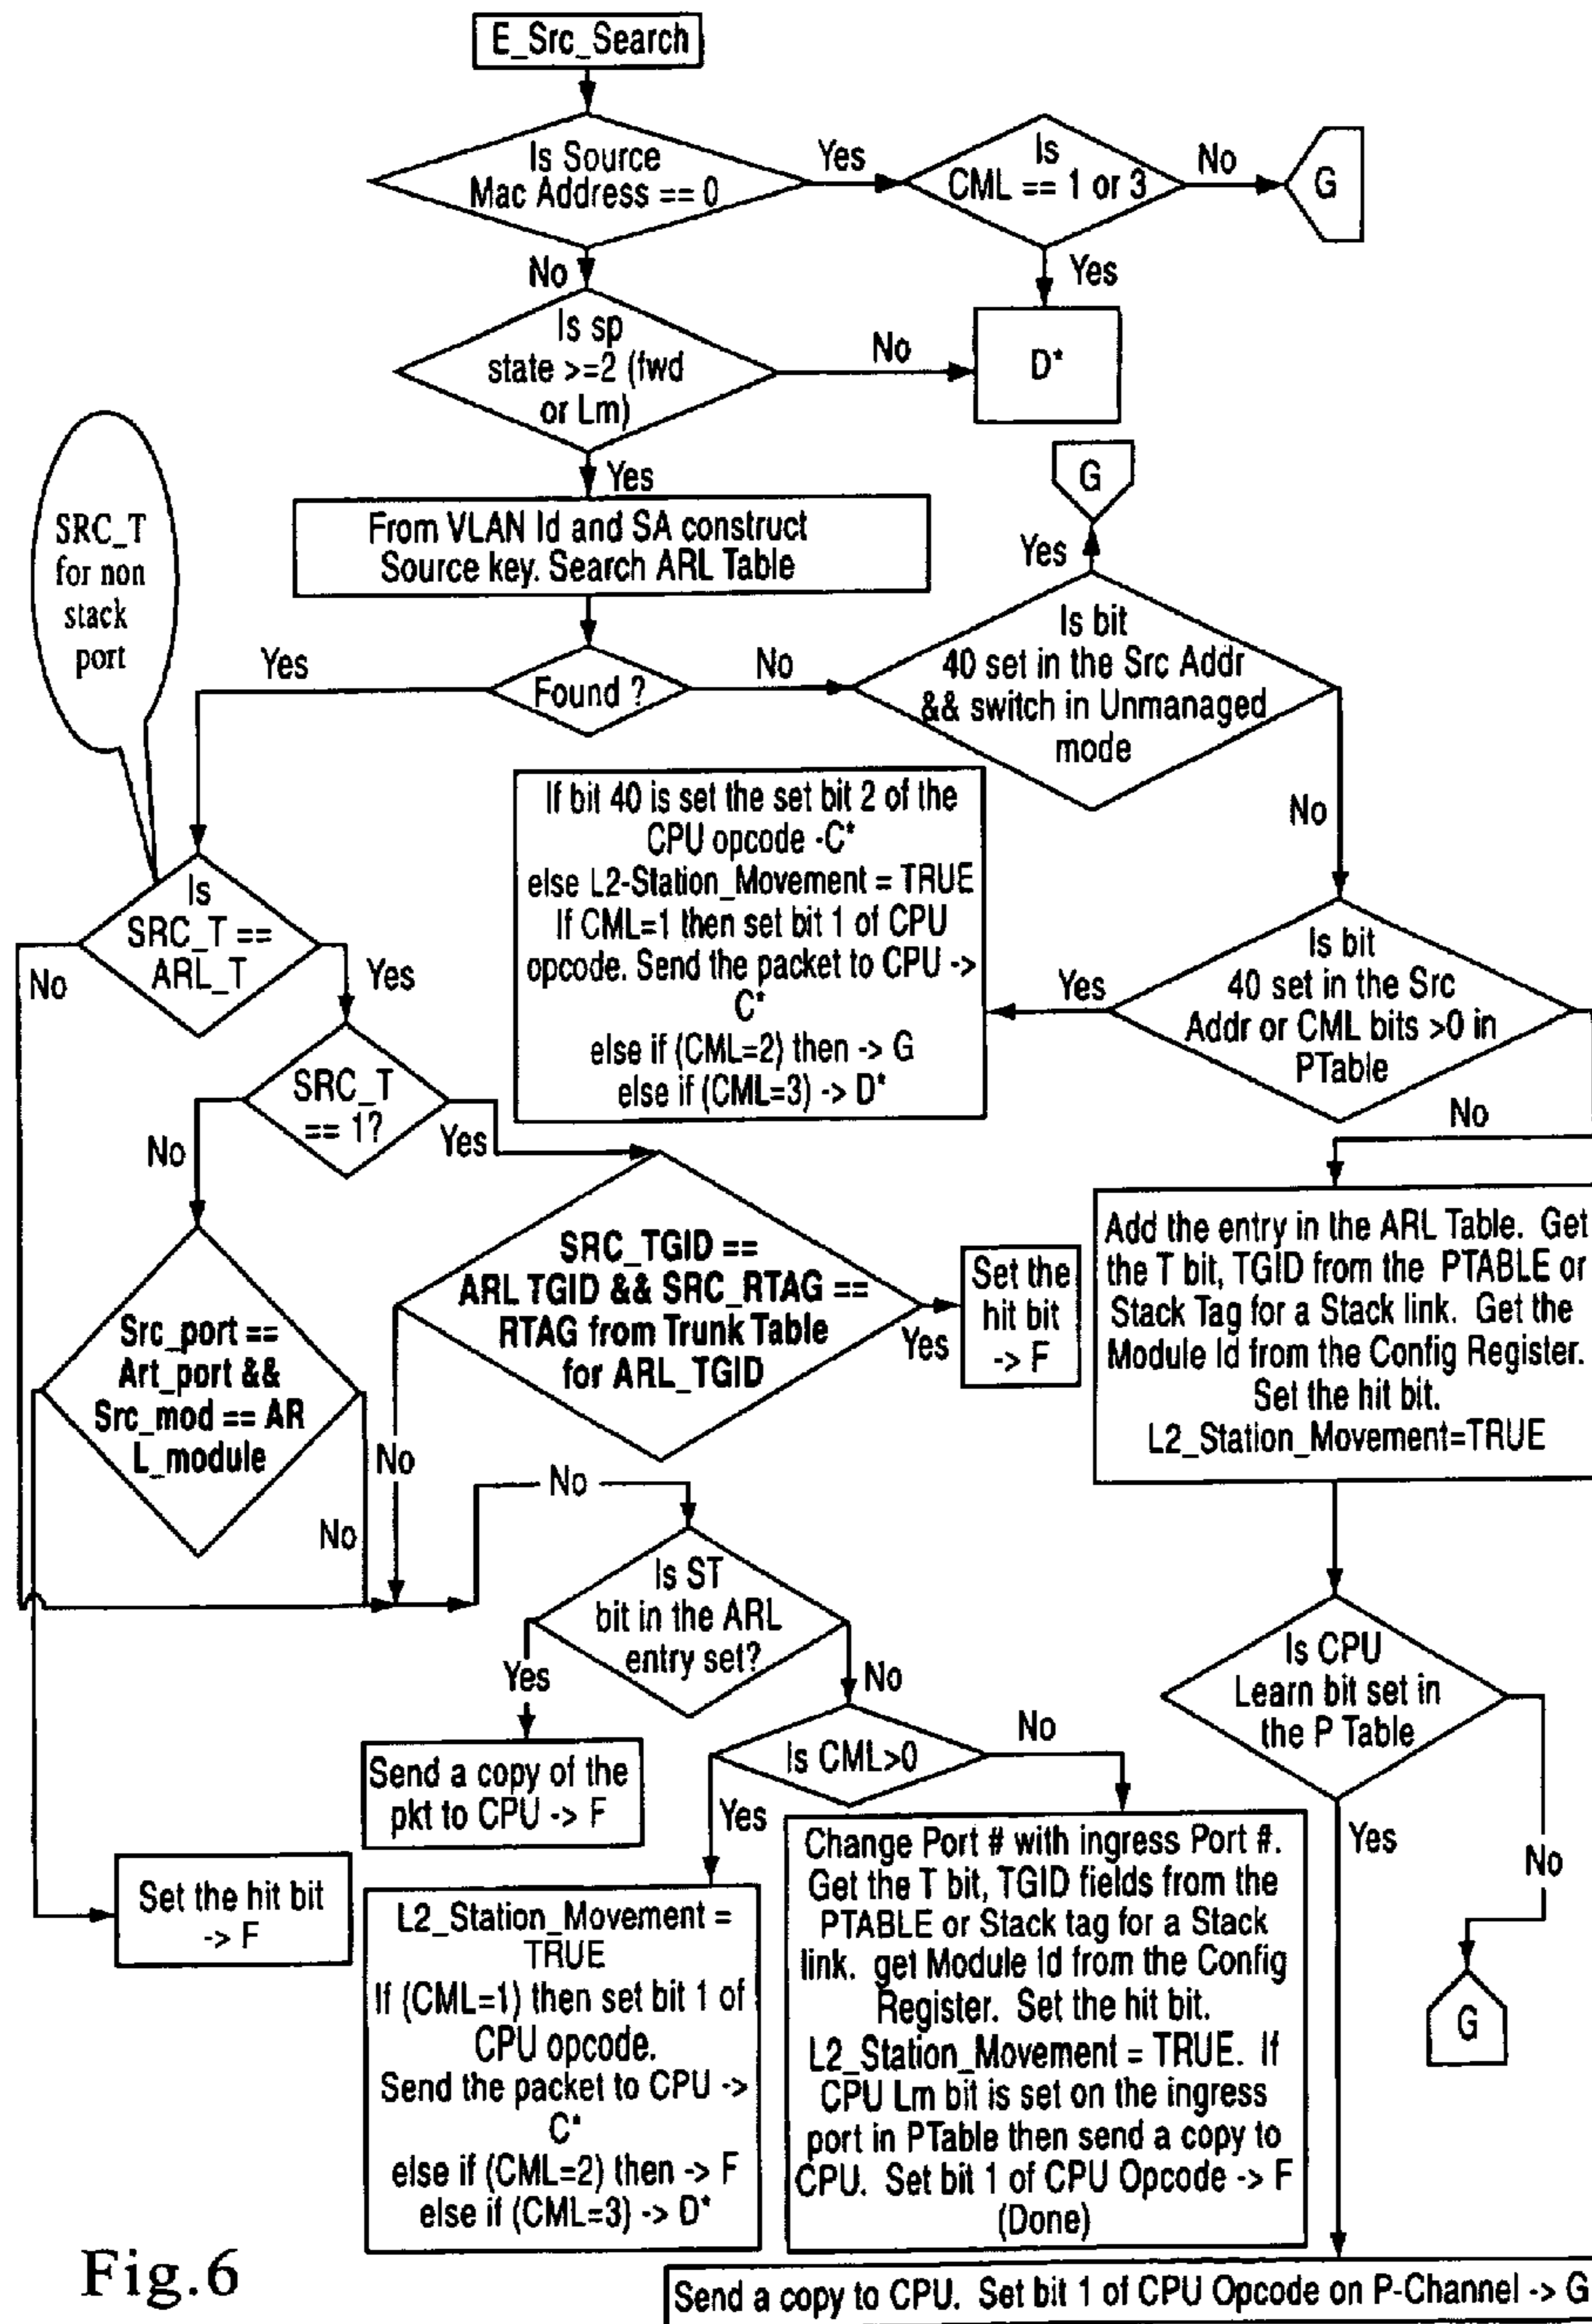 E_Src_Search
Is Source
Mac Address == 0
Yes
Is
CML == 1 or 3
No
G
No
Yes
Is sp
state >=2 (fwd
or Lm)
No
D*
Yes
From VLAN Id and SA construct
Source key. Search ARL Table
G
Yes
SRC_T
for non
stack
port
Yes
Found ?
No
Is bit
40 set in the Src Addr
&& switch in Unmanaged
mode
No
If bit 40 is set the set bit 2 of the
CPU opcode -C*
else L2-Station_Movement = TRUE
If CML=1 then set bit 1 of CPU
opcode. Send the packet to CPU ->
C*
else if (CML=2) then -> G
else if (CML=3) -> D*
Is
SRC_T ==
ARL_T
No
Yes
Yes
Is bit
40 set in the Src
Addr or CML bits >0 in
PTable
No
SRC_T
== 1?
No
Yes
SRC_TGID ==
ARL TGID && SRC_RTAG ==
RTAG from Trunk Table
for ARL_TGID
Yes
Set the
hit bit
-> F
Add the entry in the ARL Table. Get
the T bit, TGID from the PTABLE or
Stack Tag for a Stack link. Get the
Module Id from the Config Register.
Set the hit bit.
L2_Station_Movement=TRUE
Src_port ==
Art_port &&
Src_mod == AR
L_module
No
No
No
Is ST
bit in the ARL
entry set?
Yes
No
Is CPU
Learn bit set in
the P Table
Send a copy of the
pkt to CPU -> F
Is CML>0
No
Yes
Yes
No
Set the hit bit
-> F
L2_Station_Movement =
TRUE
If (CML=1) then set bit 1 of
CPU opcode.
Send the packet to CPU ->
C*
else if (CML=2) then -> F
else if (CML=3) -> D*
Change Port # with ingress Port #.
Get the T bit, TGID fields from the
PTABLE or Stack tag for a Stack
link. get Module Id from the Config
Register. Set the hit bit.
L2_Station_Movement = TRUE. If
CPU Lm bit is set on the ingress
port in PTable then send a copy to
CPU. Set bit 1 of CPU Opcode -> F
(Done)
G
Fig.6
Send a copy to CPU. Set bit 1 of CPU Opcode on P-Channel -> G